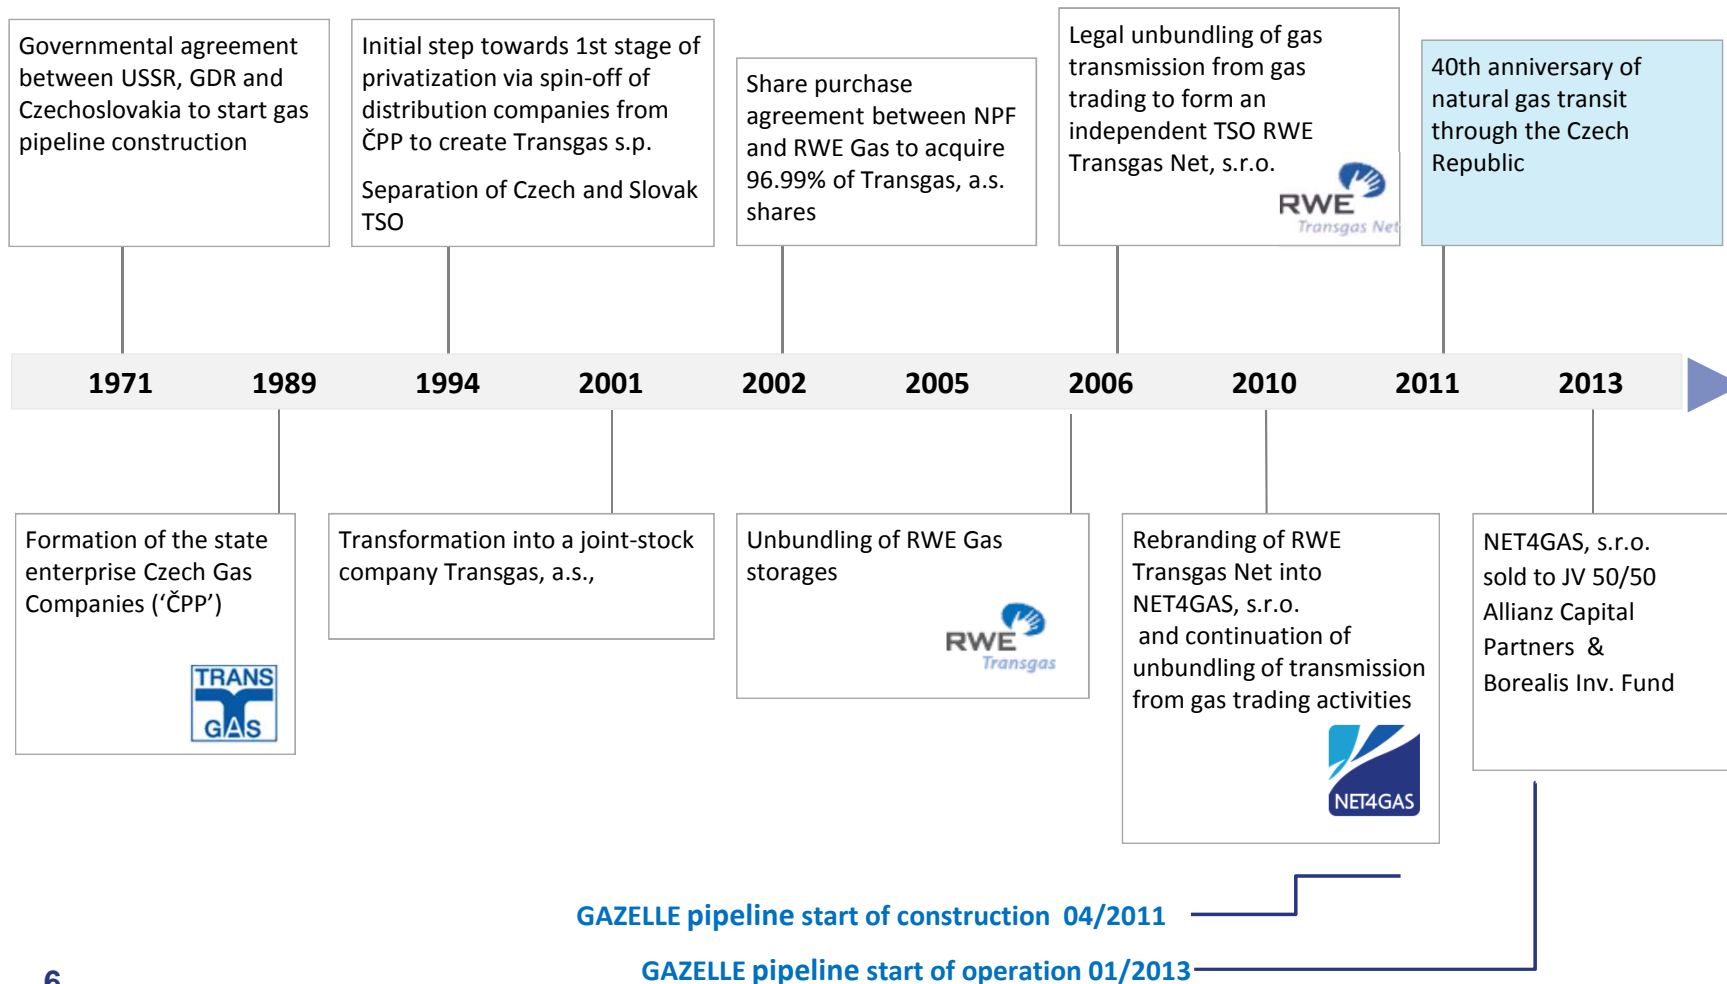 Governmental agreement
between USSR, GDR and
Czechoslovakia to start gas
pipeline construction
Initial step towards 1st stage of
privatization via spin-off of
distribution companies from
ČPP to create Transgas s.p.
Separation of Czech and Slovak
TSO
Share purchase
agreement between NPF
and RWE Gas to acquire
96.99% of Transgas, a.s.
shares
Legal unbundling of gas
transmission from gas
trading to form an
independent TSO RWE
Transgas Net, s.r.o.
RWE
Transgas Net
40th anniversary of
natural gas transit
through the Czech
Republic
1971 1989 1994 2001 2002 2005 2006 2010 2011 2013
Formation of the state
enterprise Czech Gas
Companies (‘ČPP’)
TRANS
GAS
Transformation into a joint-stock
company Transgas, a.s.,
Unbundling of RWE Gas
storages
RWE
Transgas
Rebranding of RWE
Transgas Net into
NET4GAS, s.r.o.
and continuation of
unbundling of transmission
from gas trading activities
NET4GAS
NET4GAS, s.r.o.
sold to JV 50/50
Allianz Capital
Partners &
Borealis Inv. Fund
GAZELLE pipeline start of construction 04/2011
GAZELLE pipeline start of operation 01/2013
6